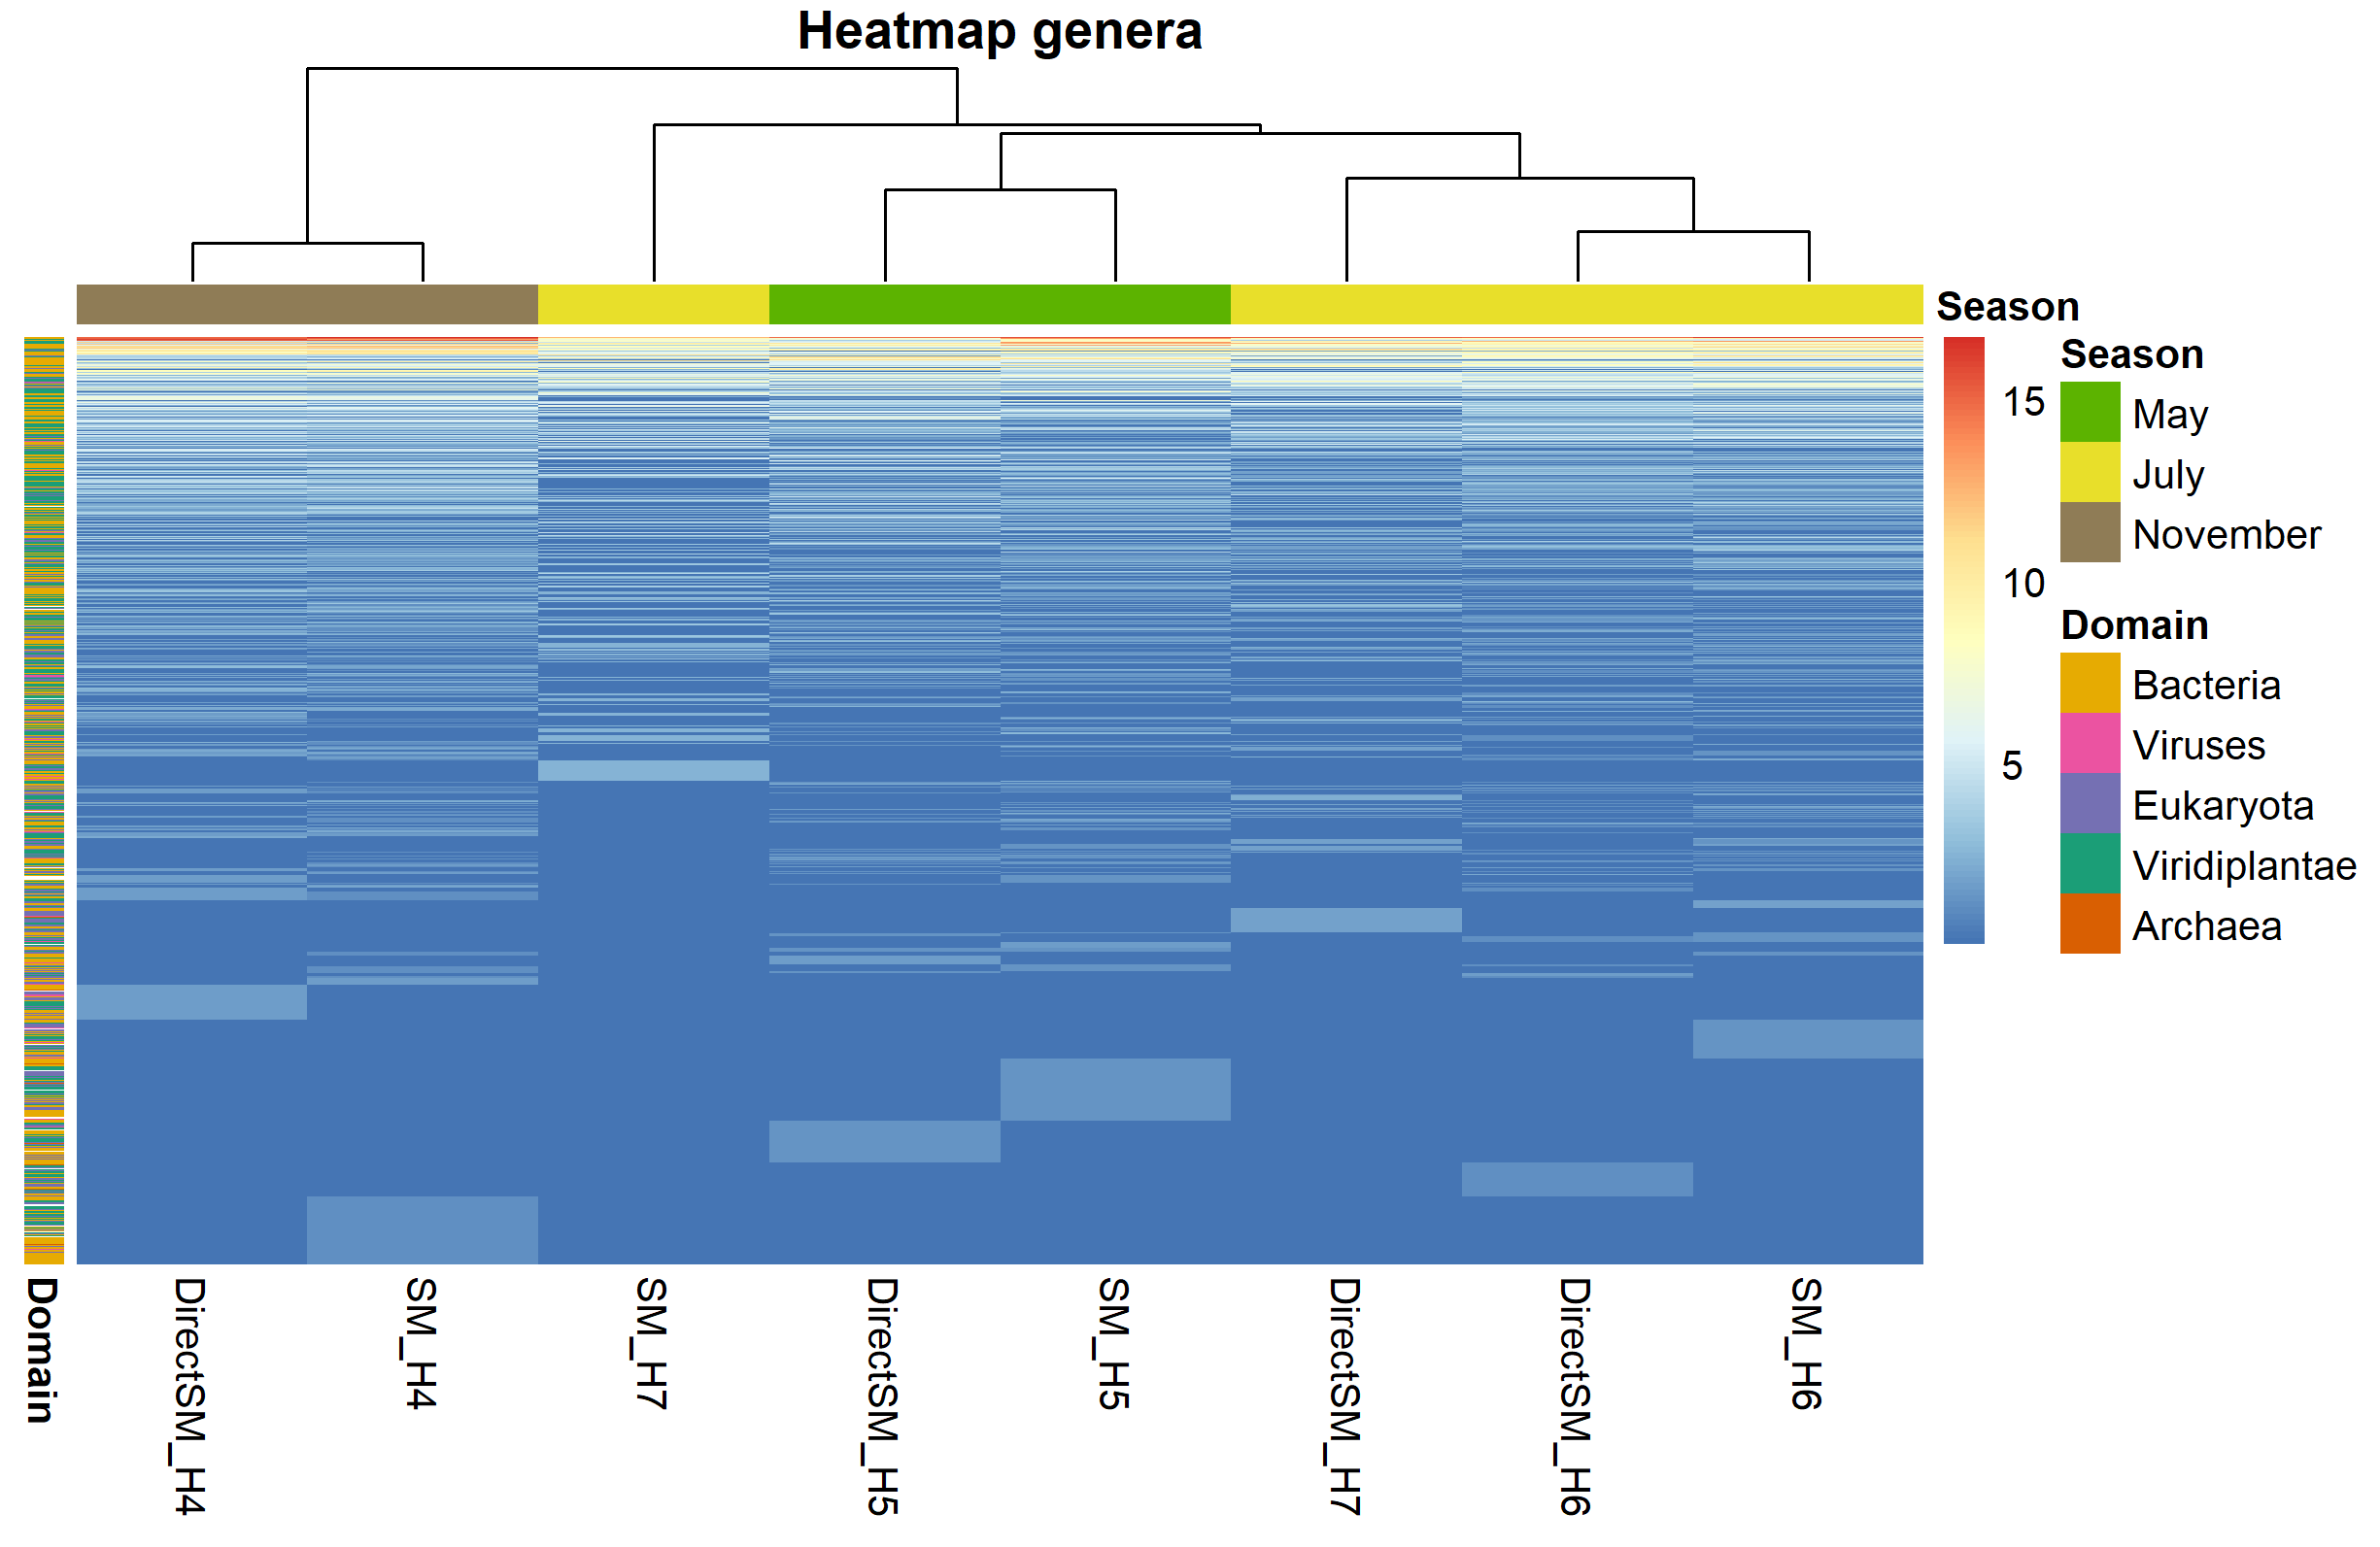 Heatmap genera
Season
15
10
5
Season
May
July
November
Domain
Bacteria
Viruses
Eukaryota
Viridiplantae
Archaea
Domain
DirectSM_H4
SM_H4
SM_H7
DirectSM_H5
SM_H5
DirectSM_H7
DirectSM_H6
SM_H6